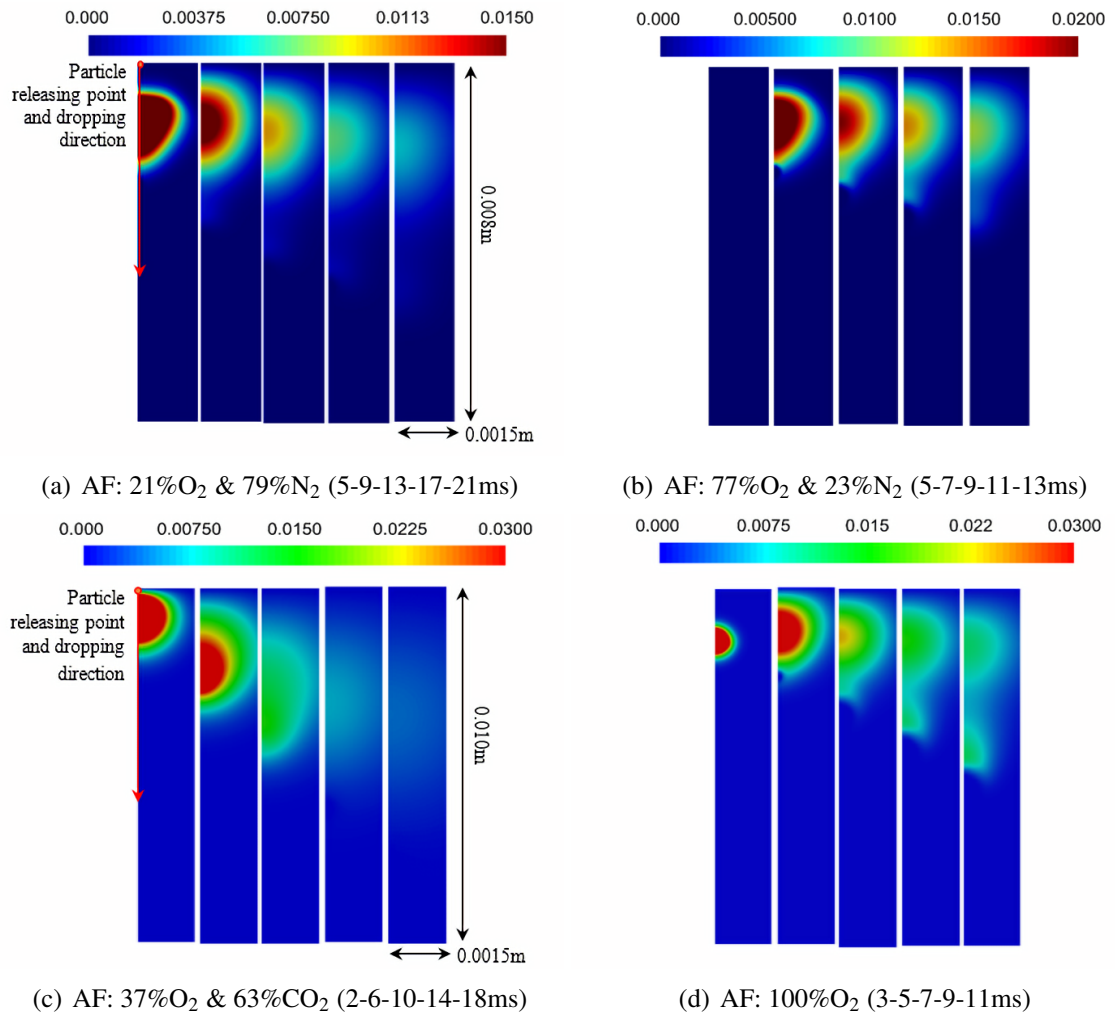 0.000 0.00375 0.00750 0.0113 0.0150
Particle
releasing point
and dropping
direction
0.008m
0.0015m
(a) AF: 21%O₂ & 79%N₂ (5-9-13-17-21ms)
0.000 0.00500 0.0100 0.0150 0.0200
(b) AF: 77%O₂ & 23%N₂ (5-7-9-11-13ms)
0.000 0.00750 0.0150 0.0225 0.0300
Particle
releasing point
and dropping
direction
0.010m
0.0015m
(c) AF: 37%O₂ & 63%CO₂ (2-6-10-14-18ms)
0.000 0.0075 0.015 0.022 0.0300
(d) AF: 100%O₂ (3-5-7-9-11ms)